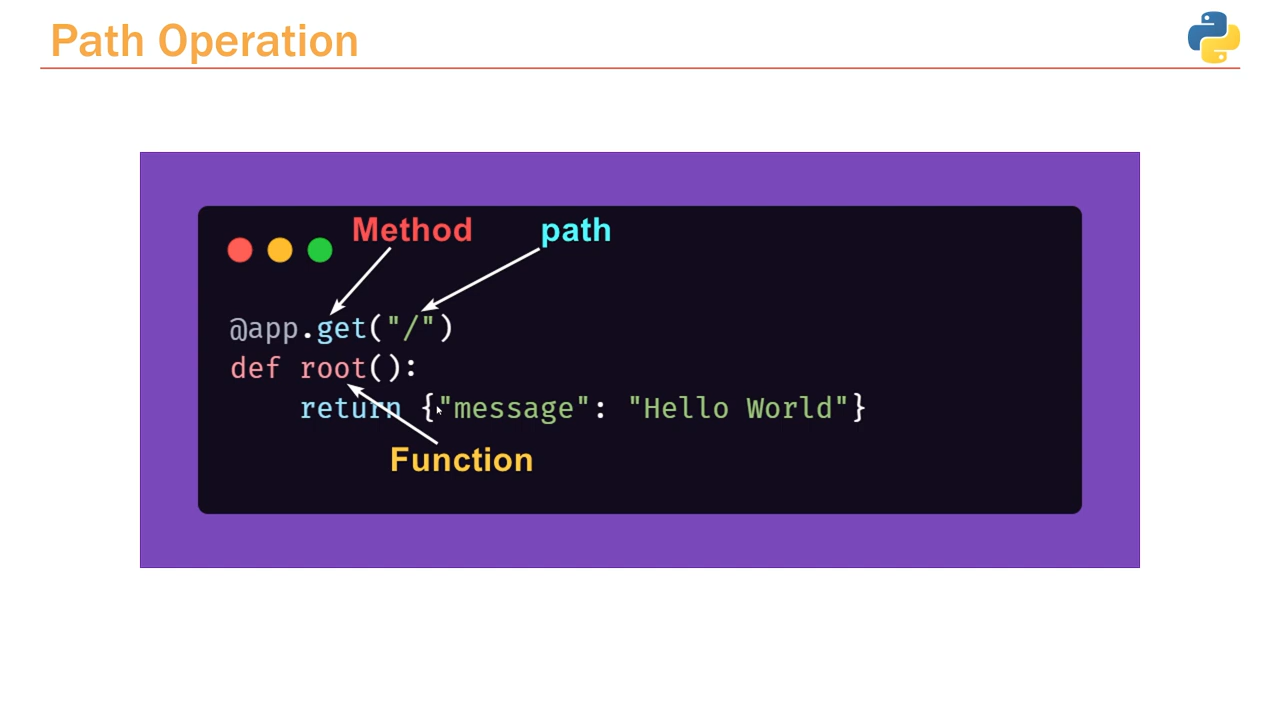 Path Operation
Method path
@app.get("/")
def root():
    return {"message": "Hello World"}
Function